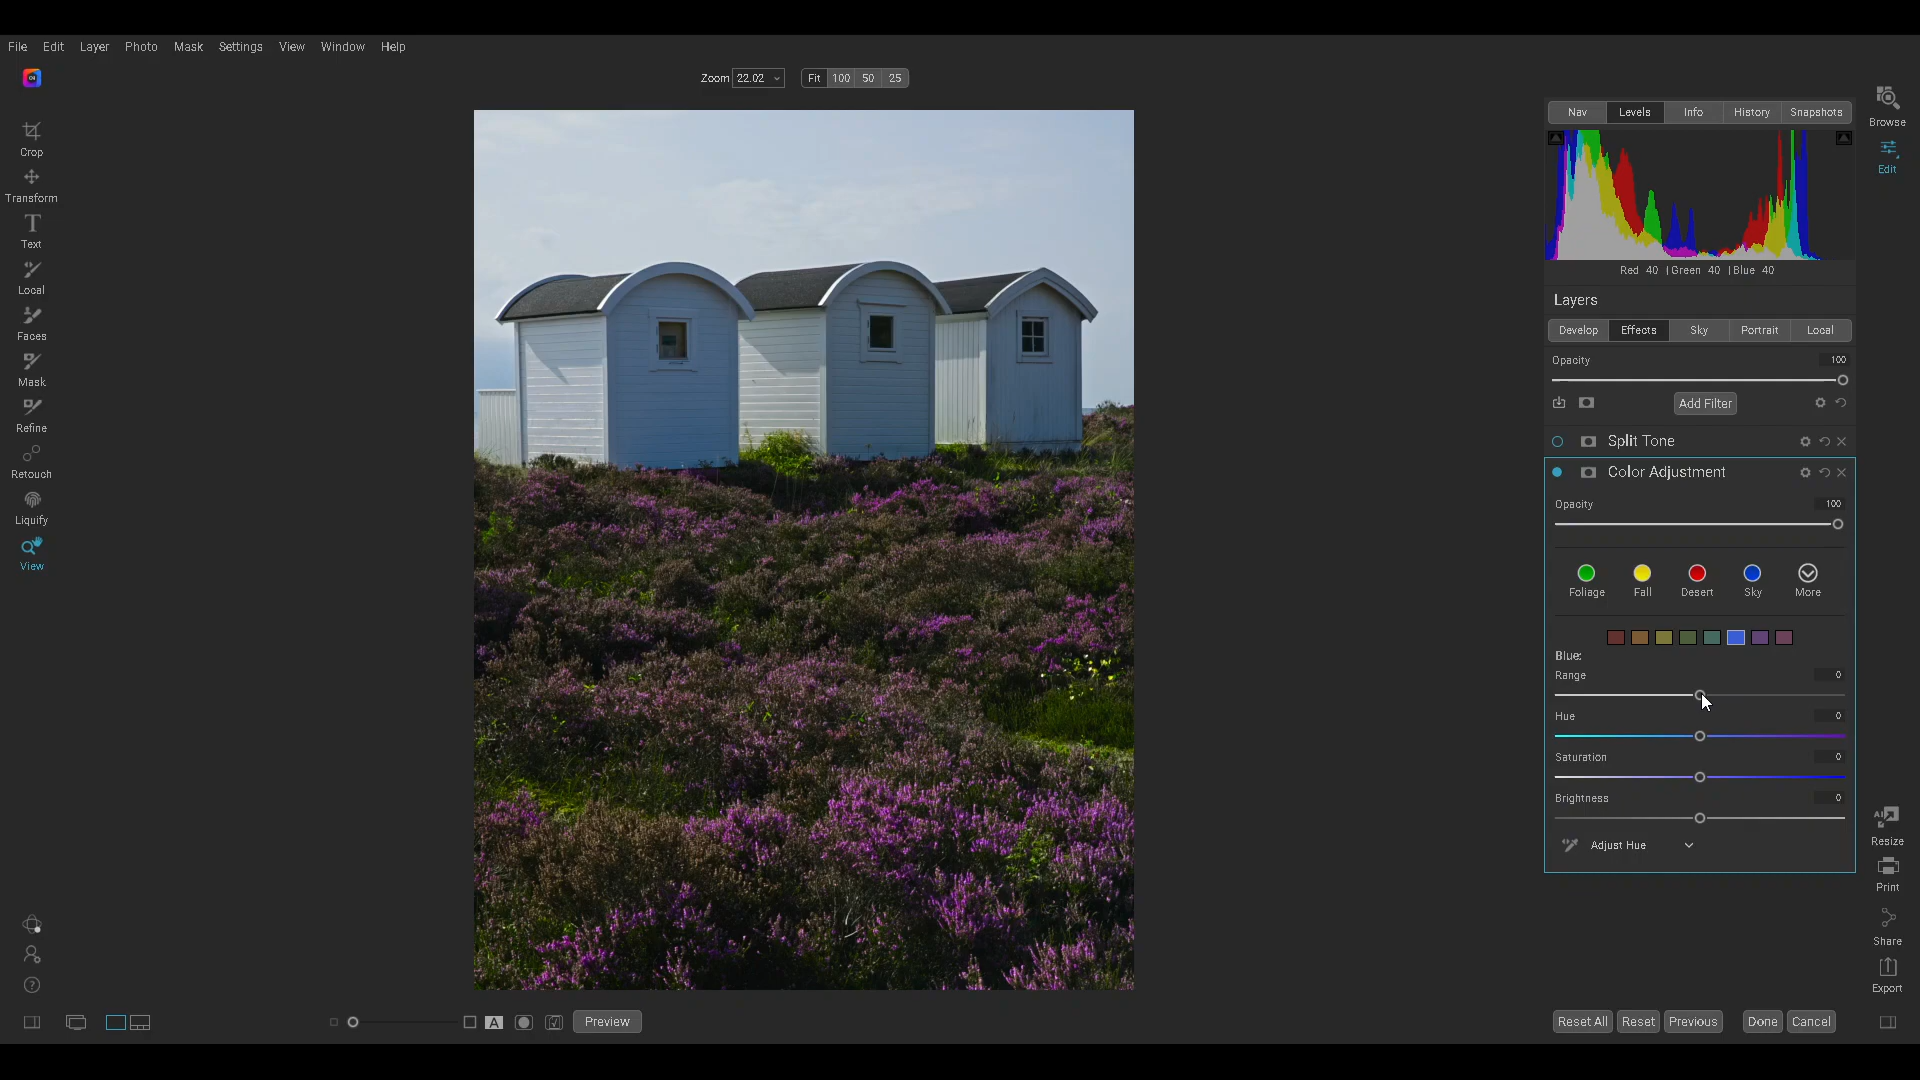 File Edit Layer Photo Mask Settings View Window Help
Zoom 22.02 Fit 100 50 25
Crop
Transform
Text
Local
Faces
Mask
Refine
Retouch
Liquify
View
Nav Levels Info History Snapshots
Red 40 | Green 40 | Blue 40
Layers
Develop Effects Sky Portrait Local
Opacity 100
Add Filter
Split Tone
Color Adjustment
Opacity 100
Foliage Fall Desert Sky More
Blue:
Range 0
Hue 0
Saturation 0
Brightness 0
Adjust Hue
Browse
Edit
AI
Resize
Print
Share
Export
A Preview
Reset All Reset Previous Done Cancel